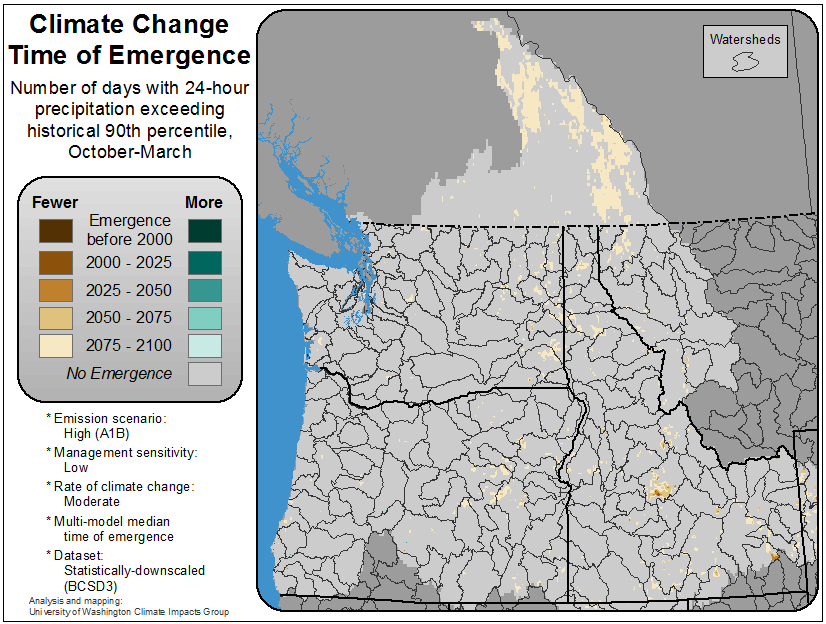 Climate Change
Time of Emergence
Number of days with 24-hour
precipitation exceeding
historical 90th percentile,
October-March
Fewer
More
Emergence
before 2000
2000 - 2025
2025 - 2050
2050 - 2075
2075 - 2100
No Emergence
* Emission scenario:
High (A1B)
* Management sensitivity:
Low
* Rate of climate change:
Moderate
* Multi-model median
time of emergence
* Dataset:
Statistically-downscaled
(BCSD3)
Analysis and mapping:
University of Washington Climate Impacts Group
Watersheds